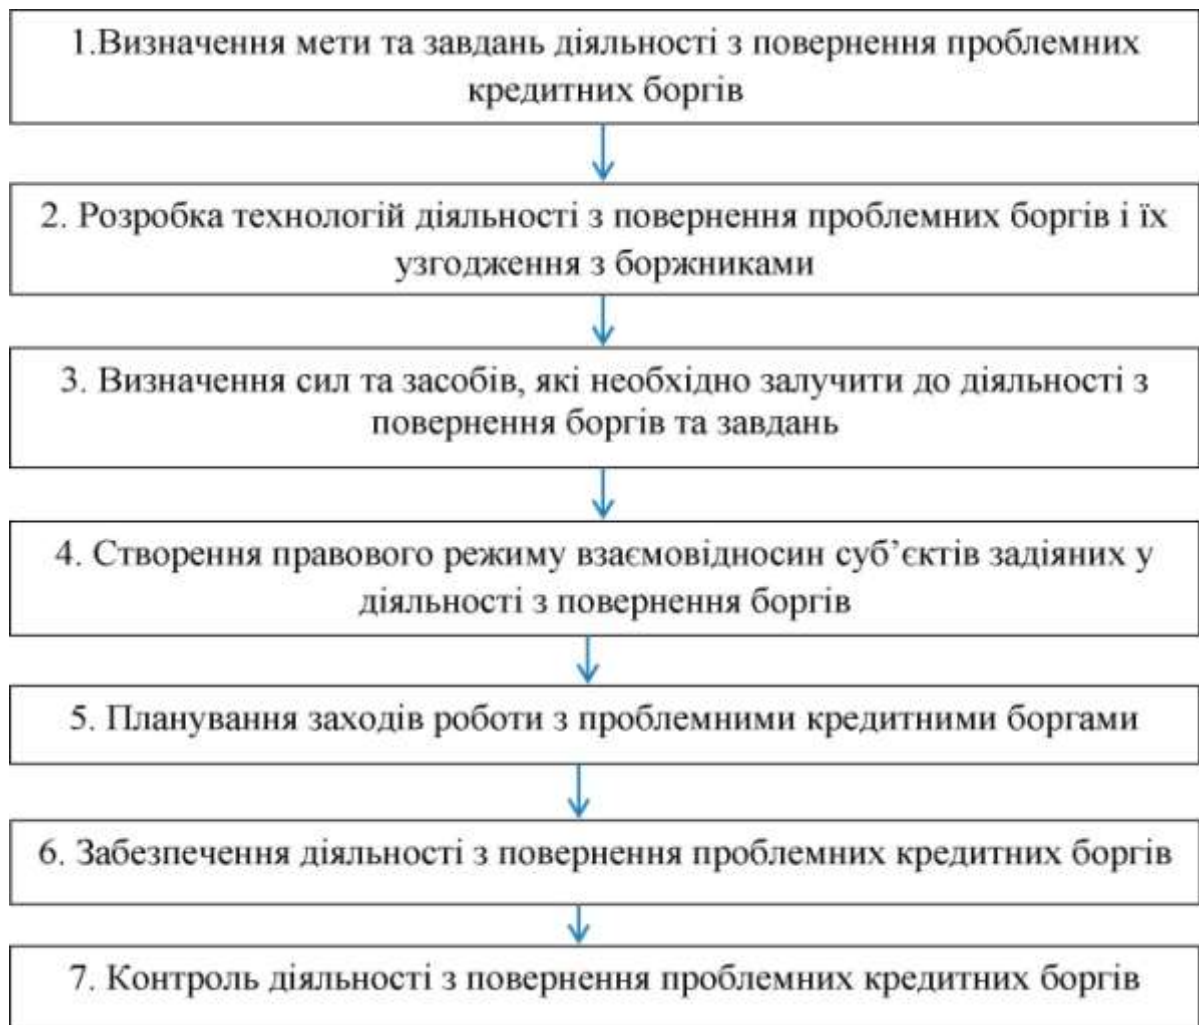 1.Визначення мети та завдань діяльності з повернення проблемних
кредитних боргів
2. Розробка технологій діяльності з повернення проблемних боргів і їх
узгодження з боржниками
3. Визначення сил та засобів, які необхідно залучити до діяльності з
повернення боргів та завдань
4. Створення правового режиму взаємовідносин суб’єктів задіяних у
діяльності з повернення боргів
5. Планування заходів роботи з проблемними кредитними боргами
6. Забезпечення діяльності з повернення проблемних кредитних боргів
7. Контроль діяльності з повернення проблемних кредитних боргів